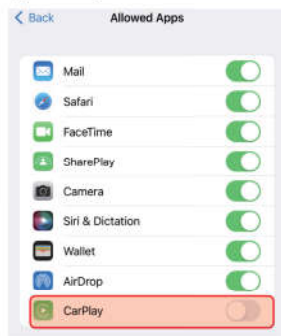 Back
Allowed Apps
Mail
Safari
FaceTime
SharePlay
Camera
Siri & Dictation
Wallet
AirDrop
CarPlay